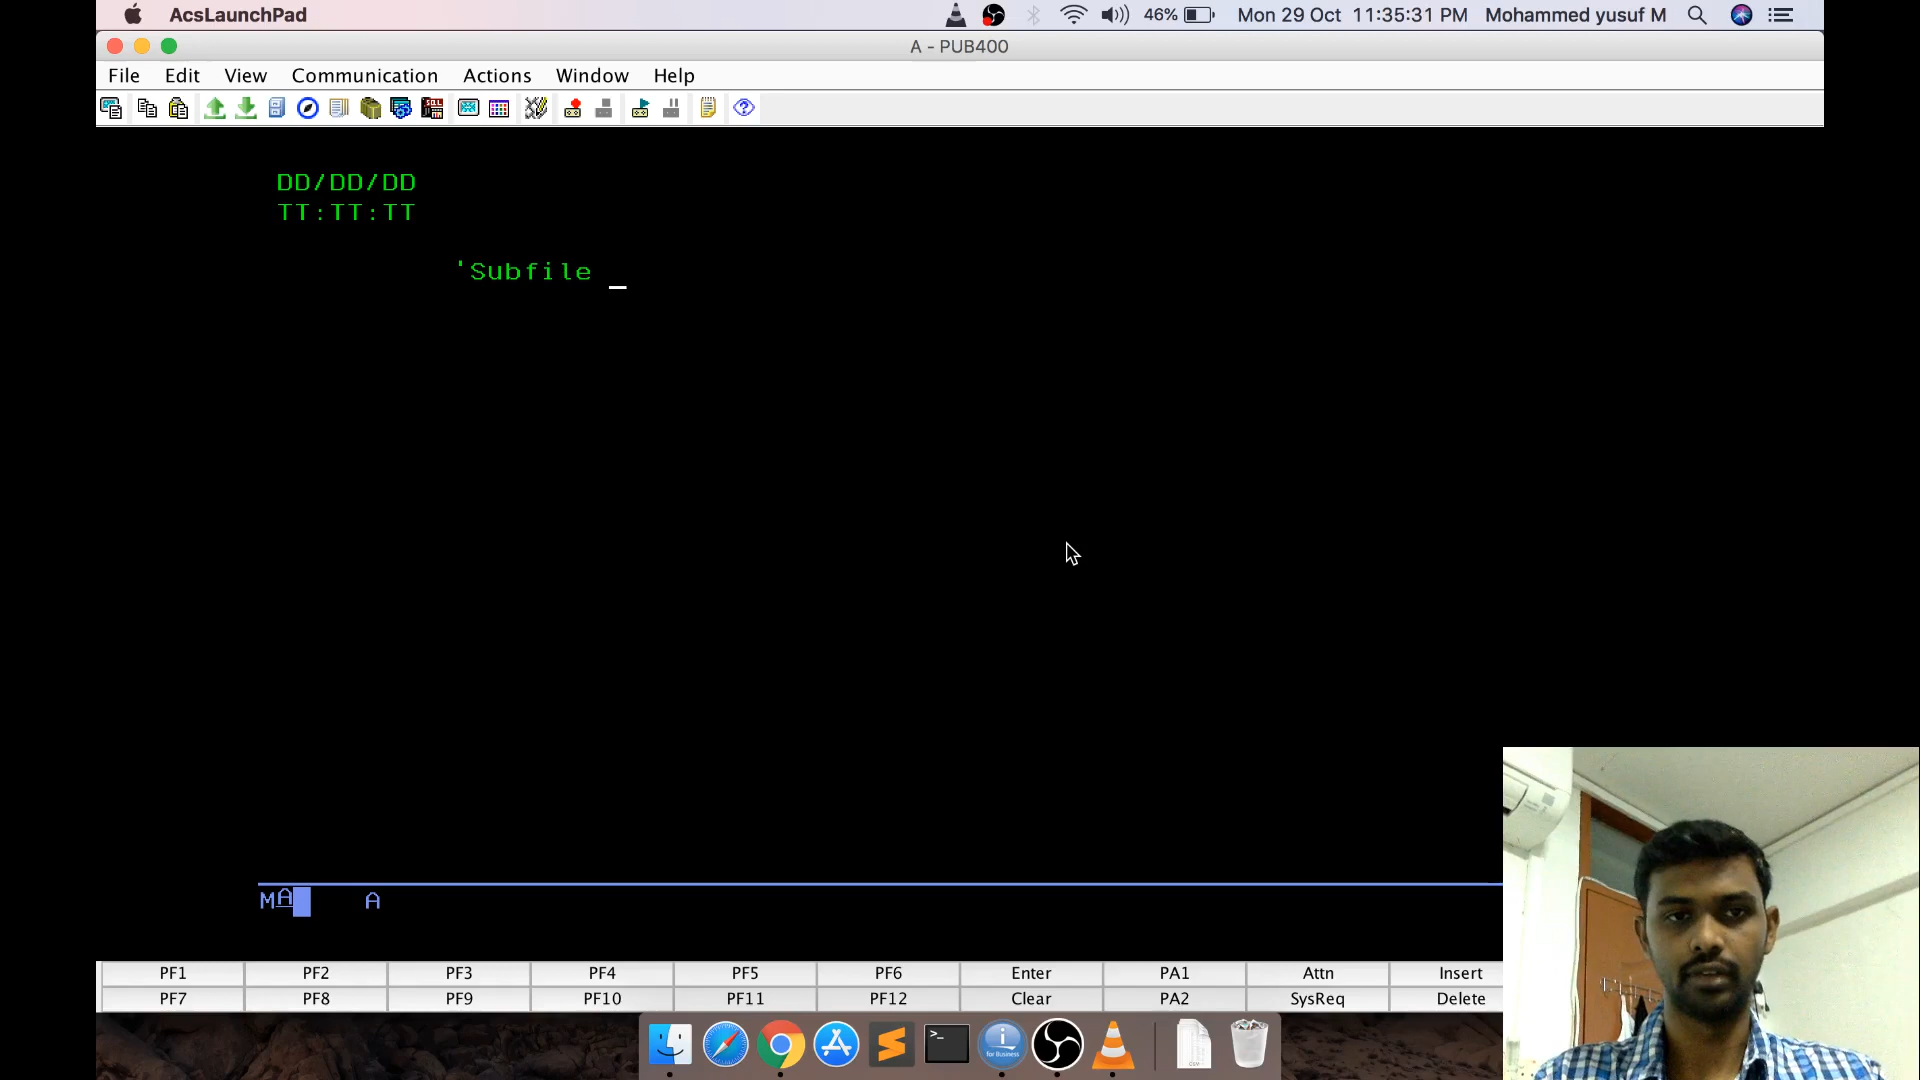 AcsLaunchPad 46% Mon 29 Oct 11:35:31 PM Mohammed yusuf M
A - PUB400
File Edit View Communication Actions Window Help
DD/DD/DD
TT:TT:TT
'Subfile _
MA A
PF1 PF2 PF3 PF4 PF5 PF6 Enter PA1 Attn Insert
PF7 PF8 PF9 PF10 PF11 PF12 Clear PA2 SysReq Delete
for Business